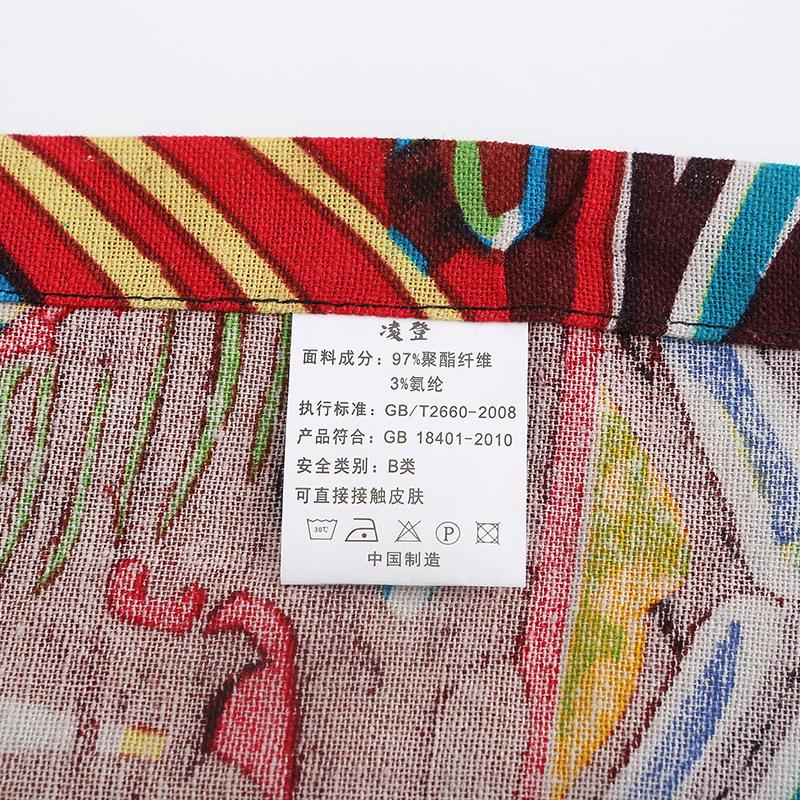 凌登
面料成分：97%聚酯纤维
3%氨纶
执行标准：GB/T2660-2008
产品符合：GB 18401-2010
安全类别：B类
可直接接触皮肤
30℃ P
中国制造